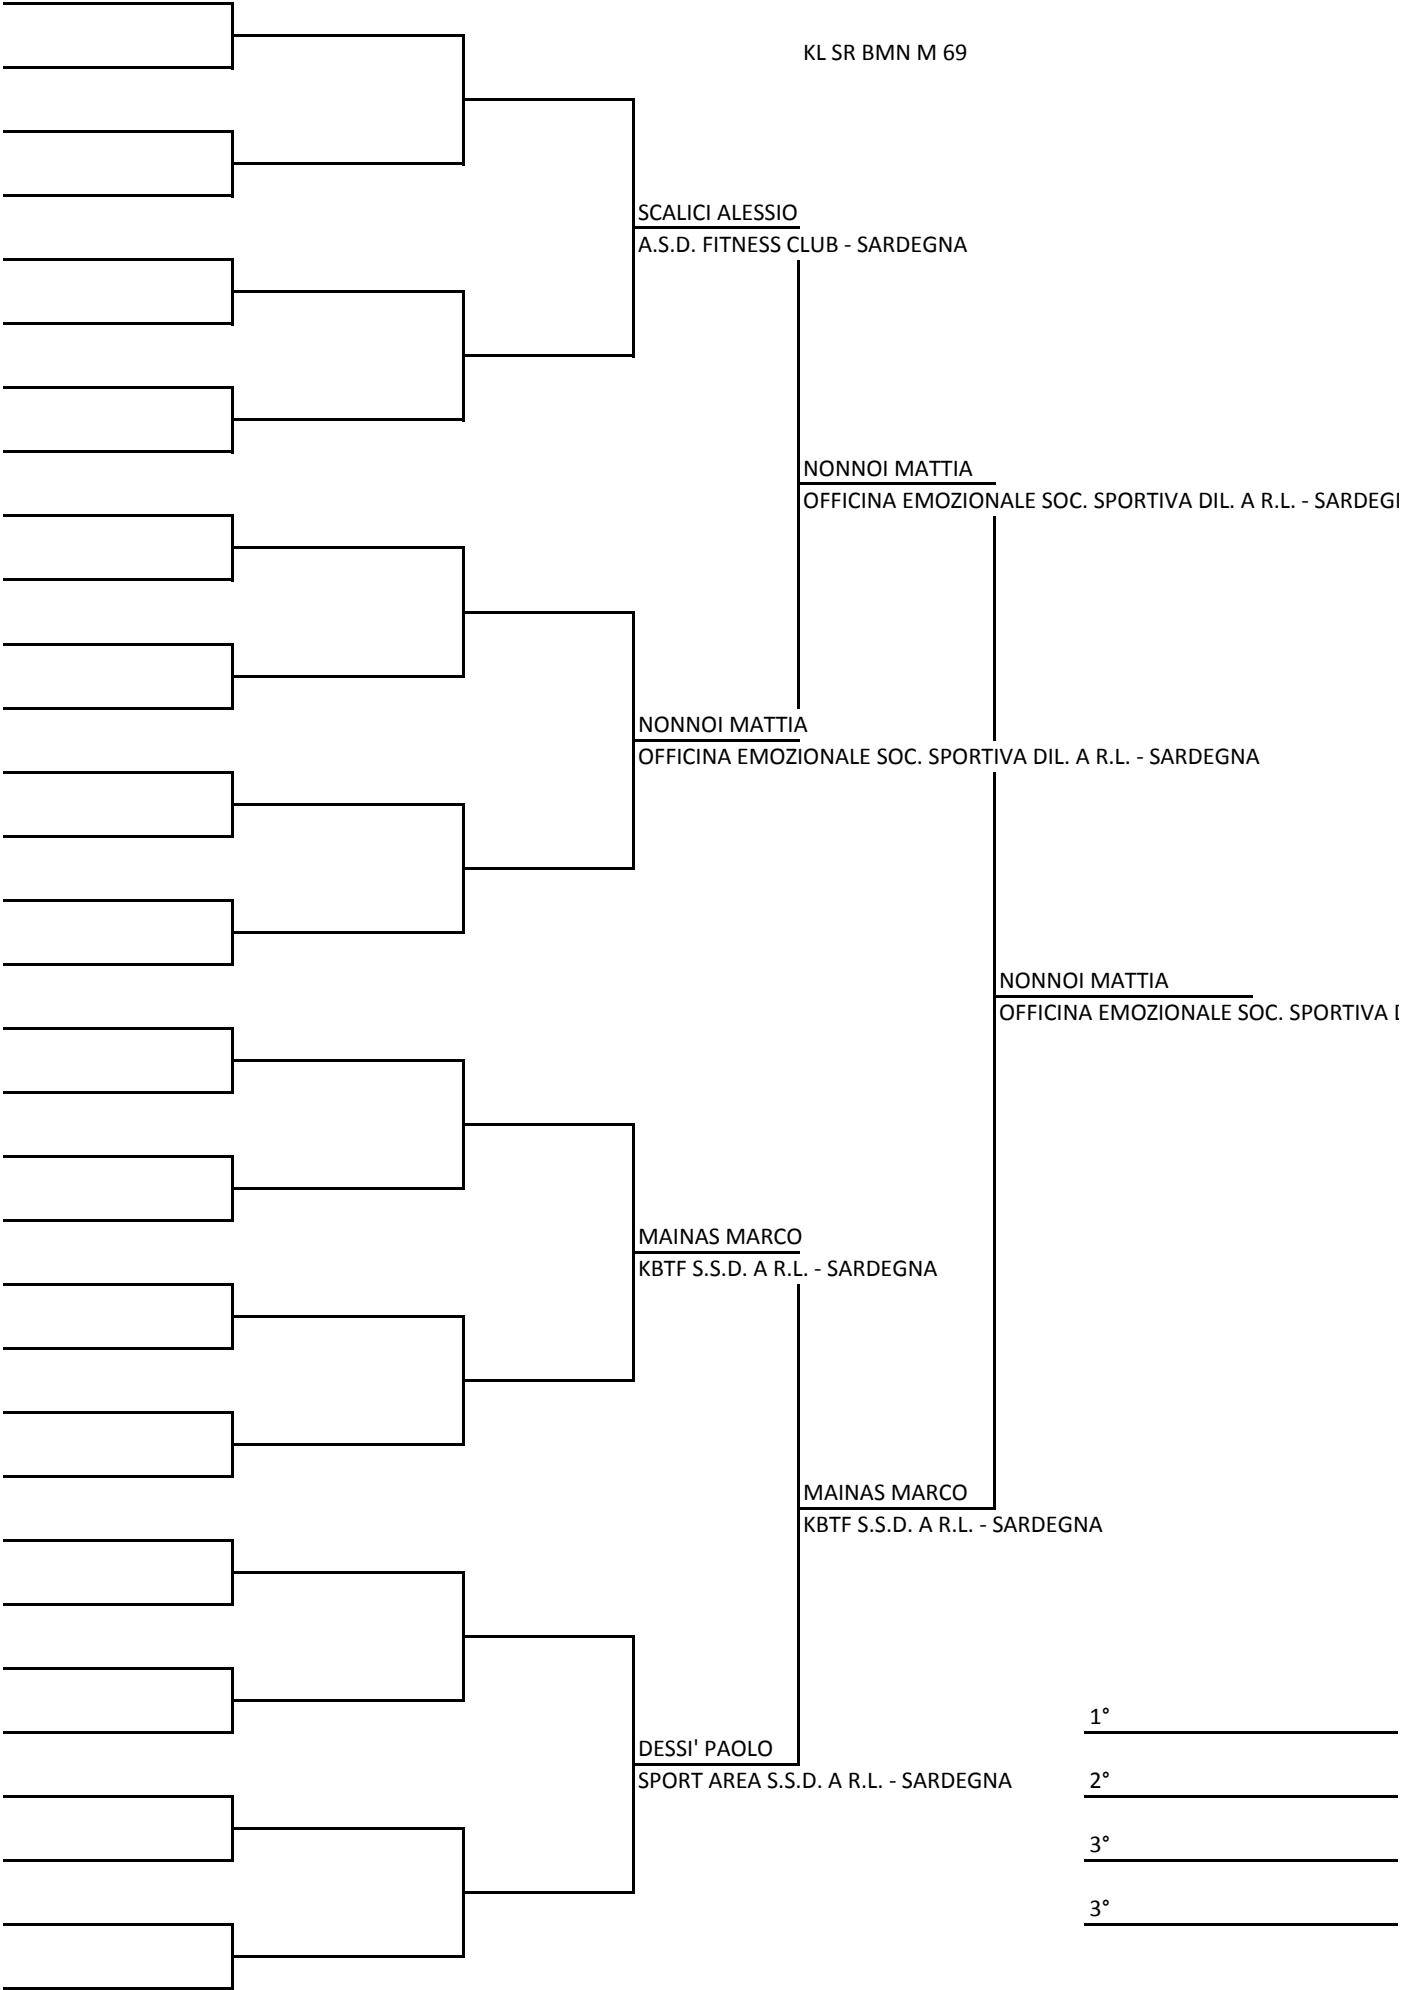 KL SR BMN M 69
SCALICI ALESSIO
A.S.D. FITNESS CLUB - SARDEGNA
NONNOI MATTIA
OFFICINA EMOZIONALE SOC. SPORTIVA DIL. A R.L. - SARDEG
NONNOI MATTIA
OFFICINA EMOZIONALE SOC. SPORTIVA DIL. A R.L. - SARDEGNA
NONNOI MATTIA
OFFICINA EMOZIONALE SOC. SPORTIVA
MAINAS MARCO
KBTF S.S.D. A R.L. - SARDEGNA
MAINAS MARCO
KBTF S.S.D. A R.L. - SARDEGNA
1°
DESSI' PAOLO
SPORT AREA S.S.D. A R.L. - SARDEGNA
2°
3°
3°